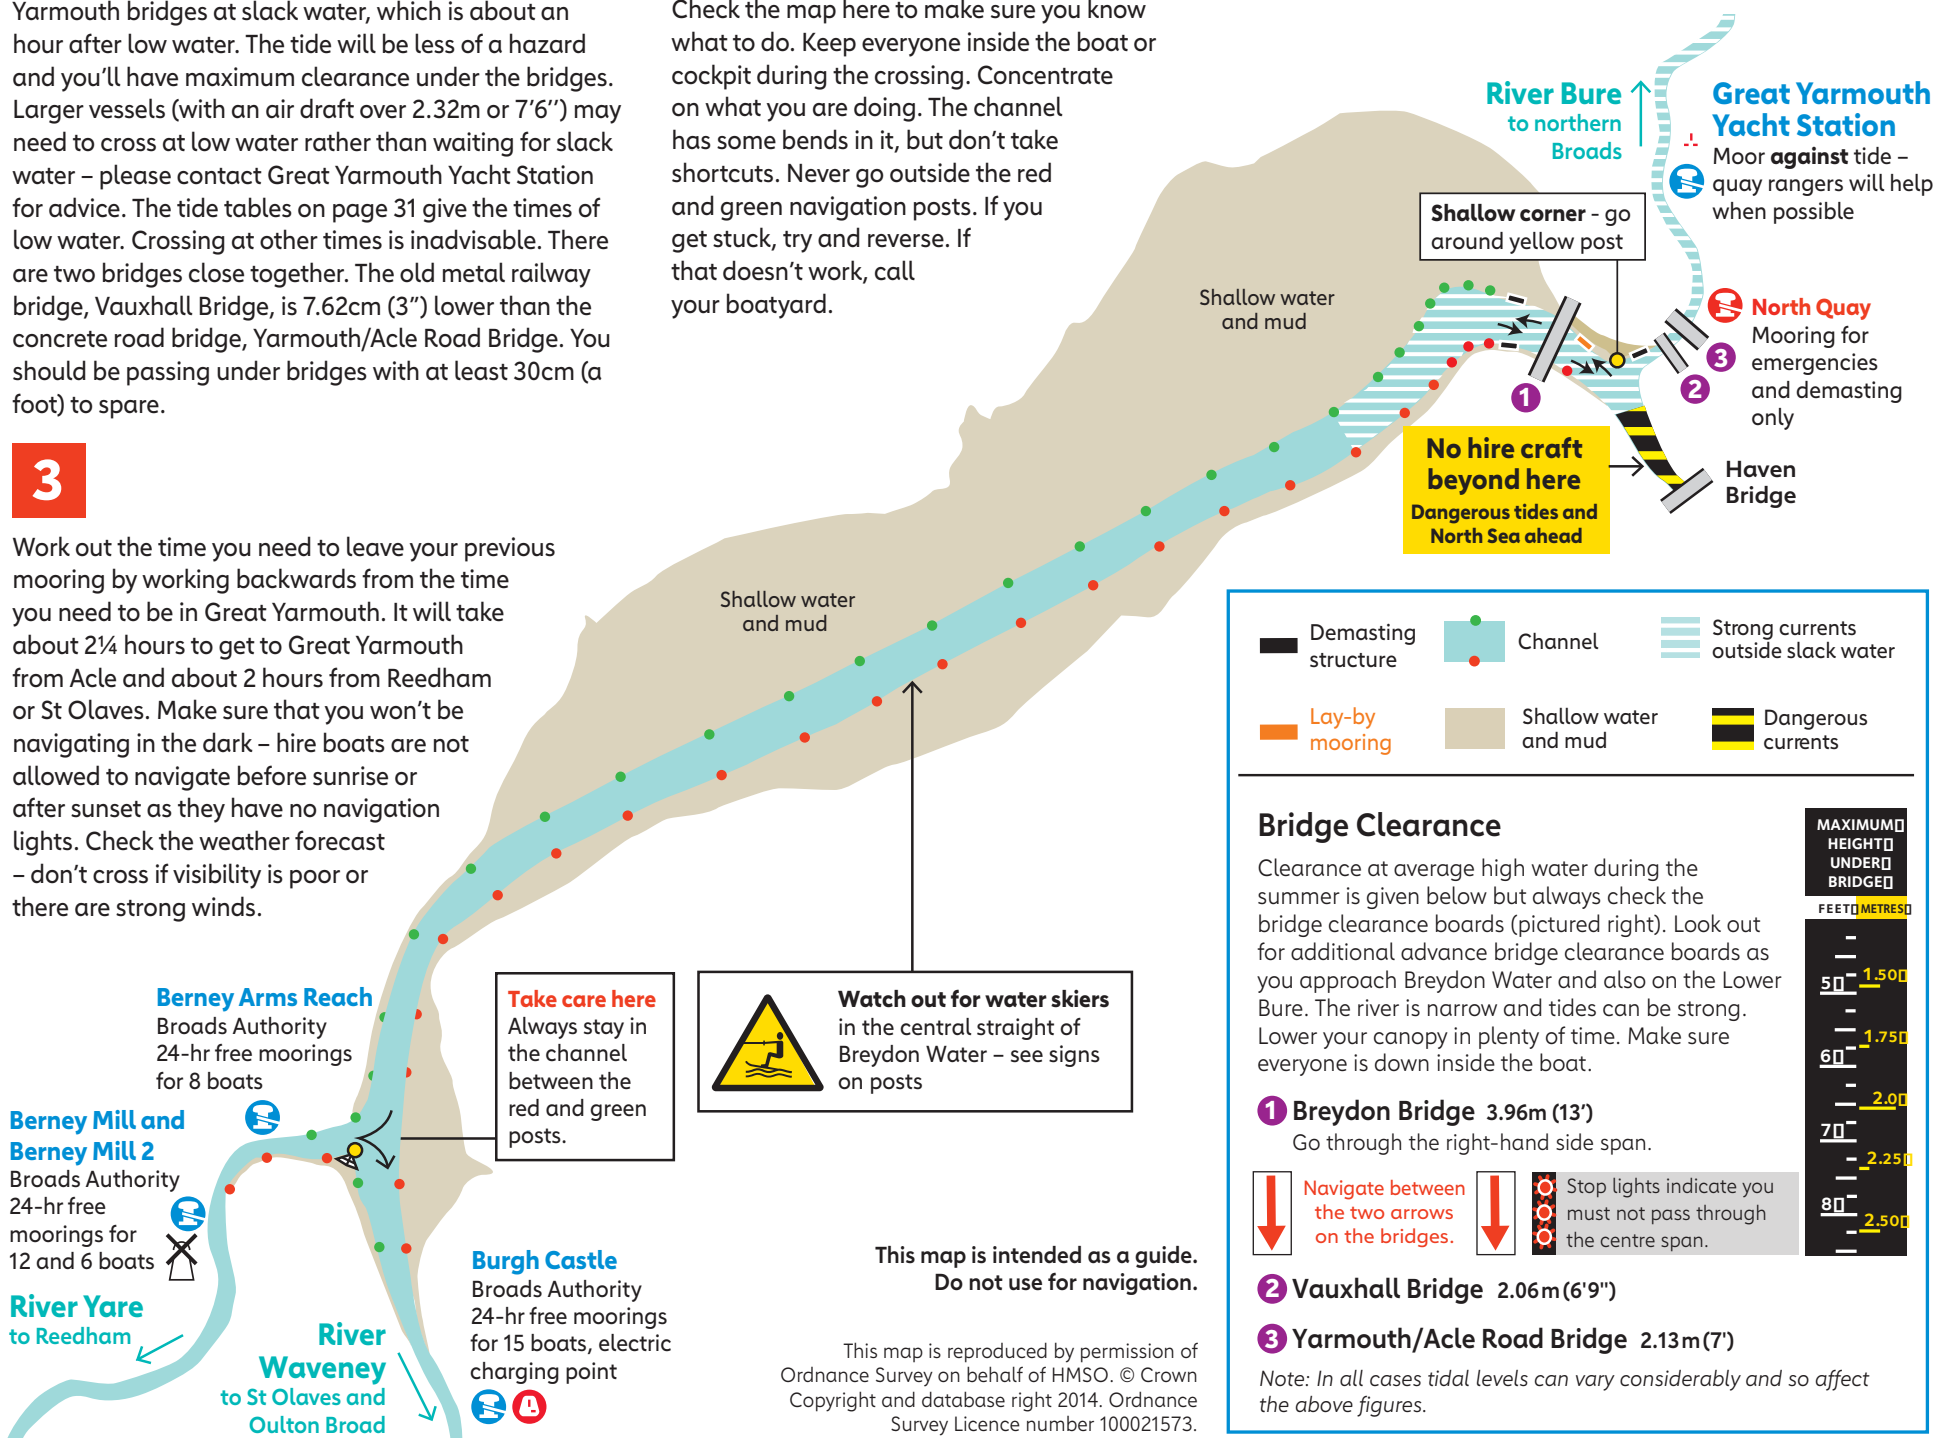 Yarmouth bridges at slack water, which is about an
hour after low water. The tide will be less of a hazard
and you’ll have maximum clearance under the bridges.
Larger vessels (with an air draft over 2.32m or 7’6’’) may
need to cross at low water rather than waiting for slack
water – please contact Great Yarmouth Yacht Station
for advice. The tide tables on page 31 give the times of
low water. Crossing at other times is inadvisable. There
are two bridges close together. The old metal railway
bridge, Vauxhall Bridge, is 7.62cm (3”) lower than the
concrete road bridge, Yarmouth/Acle Road Bridge. You
should be passing under bridges with at least 30cm (a
foot) to spare.
3
Work out the time you need to leave your previous
mooring by working backwards from the time
you need to be in Great Yarmouth. It will take
about 2¼ hours to get to Great Yarmouth
from Acle and about 2 hours from Reedham
or St Olaves. Make sure that you won’t be
navigating in the dark – hire boats are not
allowed to navigate before sunrise or
after sunset as they have no navigation
lights. Check the weather forecast
– don’t cross if visibility is poor or
there are strong winds.
Check the map here to make sure you know
what to do. Keep everyone inside the boat or
cockpit during the crossing. Concentrate
on what you are doing. The channel
has some bends in it, but don’t take
shortcuts. Never go outside the red
and green navigation posts. If you
get stuck, try and reverse. If
that doesn’t work, call
your boatyard.
River Bure
to northern
Broads
Great Yarmouth
Yacht Station
Moor against tide –
quay rangers will help
when possible
Shallow corner - go
around yellow post
Shallow water
and mud
North Quay
Mooring for
emergencies
and demasting
only
1
2
3
No hire craft
beyond here
Dangerous tides and
North Sea ahead
Haven
Bridge
Shallow water
and mud
Berney Arms Reach
Broads Authority
24-hr free moorings
for 8 boats
Berney Mill and
Berney Mill 2
Broads Authority
24-hr free
moorings for
12 and 6 boats
River Yare
to Reedham
River
Waveney
to St Olaves and
Oulton Broad
Take care here
Always stay in
the channel
between the
red and green
posts.
Watch out for water skiers
in the central straight of
Breydon Water – see signs
on posts
Burgh Castle
Broads Authority
24-hr free moorings
for 15 boats, electric
charging point
This map is intended as a guide.
Do not use for navigation.
This map is reproduced by permission of
Ordnance Survey on behalf of HMSO. © Crown
Copyright and database right 2014. Ordnance
Survey Licence number 100021573.
Demasting
structure
Channel
Strong currents
outside slack water
Lay-by
mooring
Shallow water
and mud
Dangerous
currents
Bridge Clearance
Clearance at average high water during the
summer is given below but always check the
bridge clearance boards (pictured right). Look out
for additional advance bridge clearance boards as
you approach Breydon Water and also on the Lower
Bure. The river is narrow and tides can be strong.
Lower your canopy in plenty of time. Make sure
everyone is down inside the boat.
1 Breydon Bridge 3.96m (13’)
Go through the right-hand side span.
Navigate between
the two arrows
on the bridges.
Stop lights indicate you
must not pass through
the centre span.
2 Vauxhall Bridge 2.06m (6'9")
3 Yarmouth/Acle Road Bridge 2.13m (7')
Note: In all cases tidal levels can vary considerably and so affect
the above figures.
MAXIMUM
HEIGHT
UNDER
BRIDGE
FEET METRES
5 1.50
1.75
6
2.0
7
2.25
8 2.50